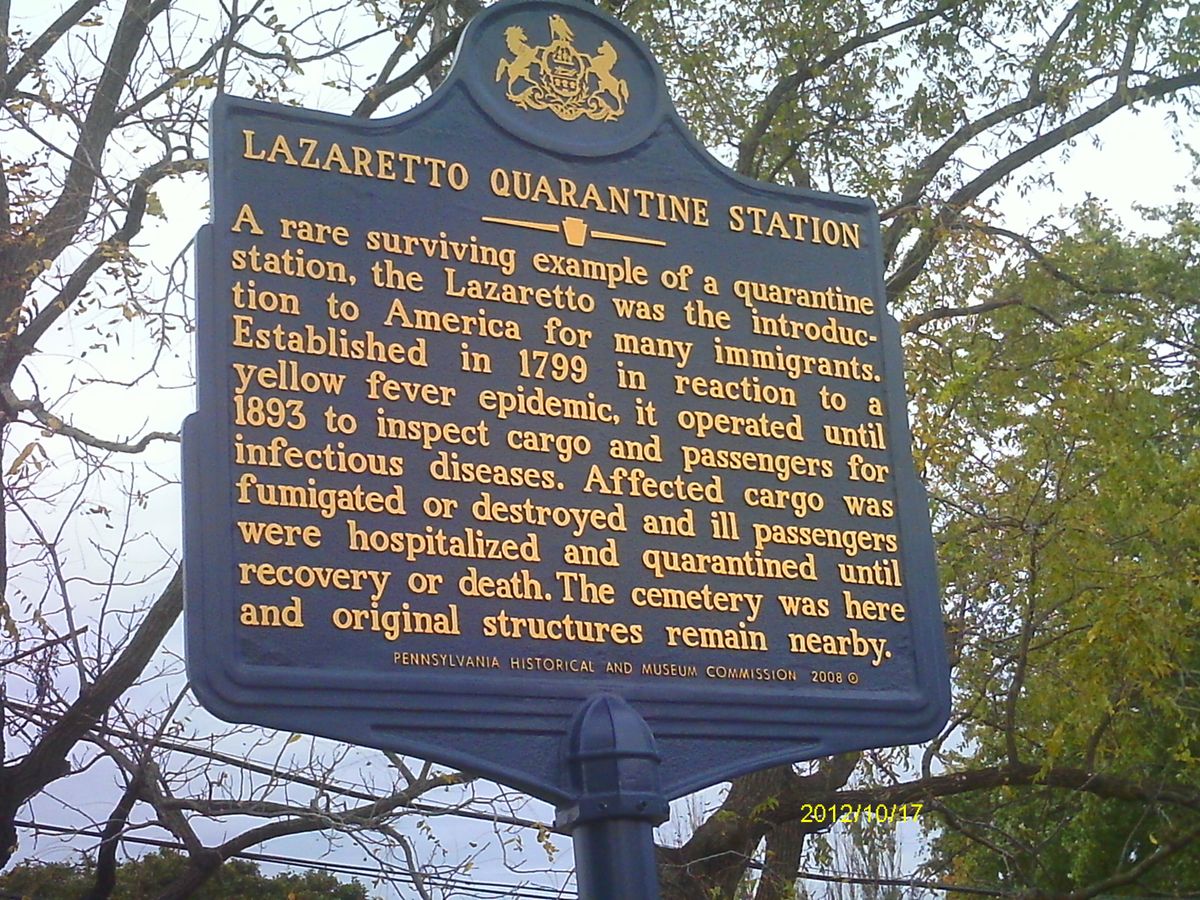 LAZARETTO QUARANTINE STATION
A rare surviving example of a quarantine
station, the Lazaretto was the introduc-
tion to America for many immigrants.
Established in 1799 in reaction to a
yellow fever epidemic, it operated until
1893 to inspect cargo and passengers for
infectious diseases. Affected cargo was
fumigated or destroyed and ill passengers
were hospitalized and quarantined until
recovery or death. The cemetery was here
and original structures remain nearby.
PENNSYLVANIA HISTORICAL AND MUSEUM COMMISSION 2008 ©
2012/10/17